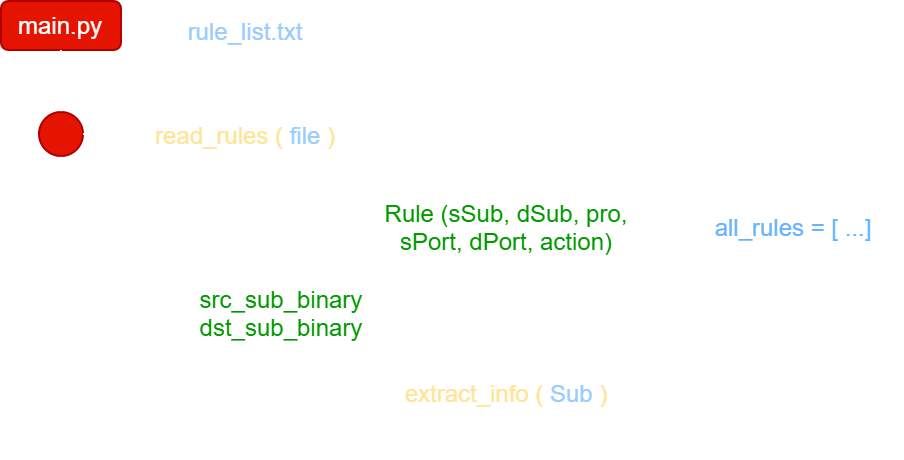 main.py
rule_list.txt
read_rules ( file )
Rule (sSub, dSub, pro,
sPort, dPort, action)
all_rules = [ ...]
src_sub_binary
dst_sub_binary
extract_info ( Sub )